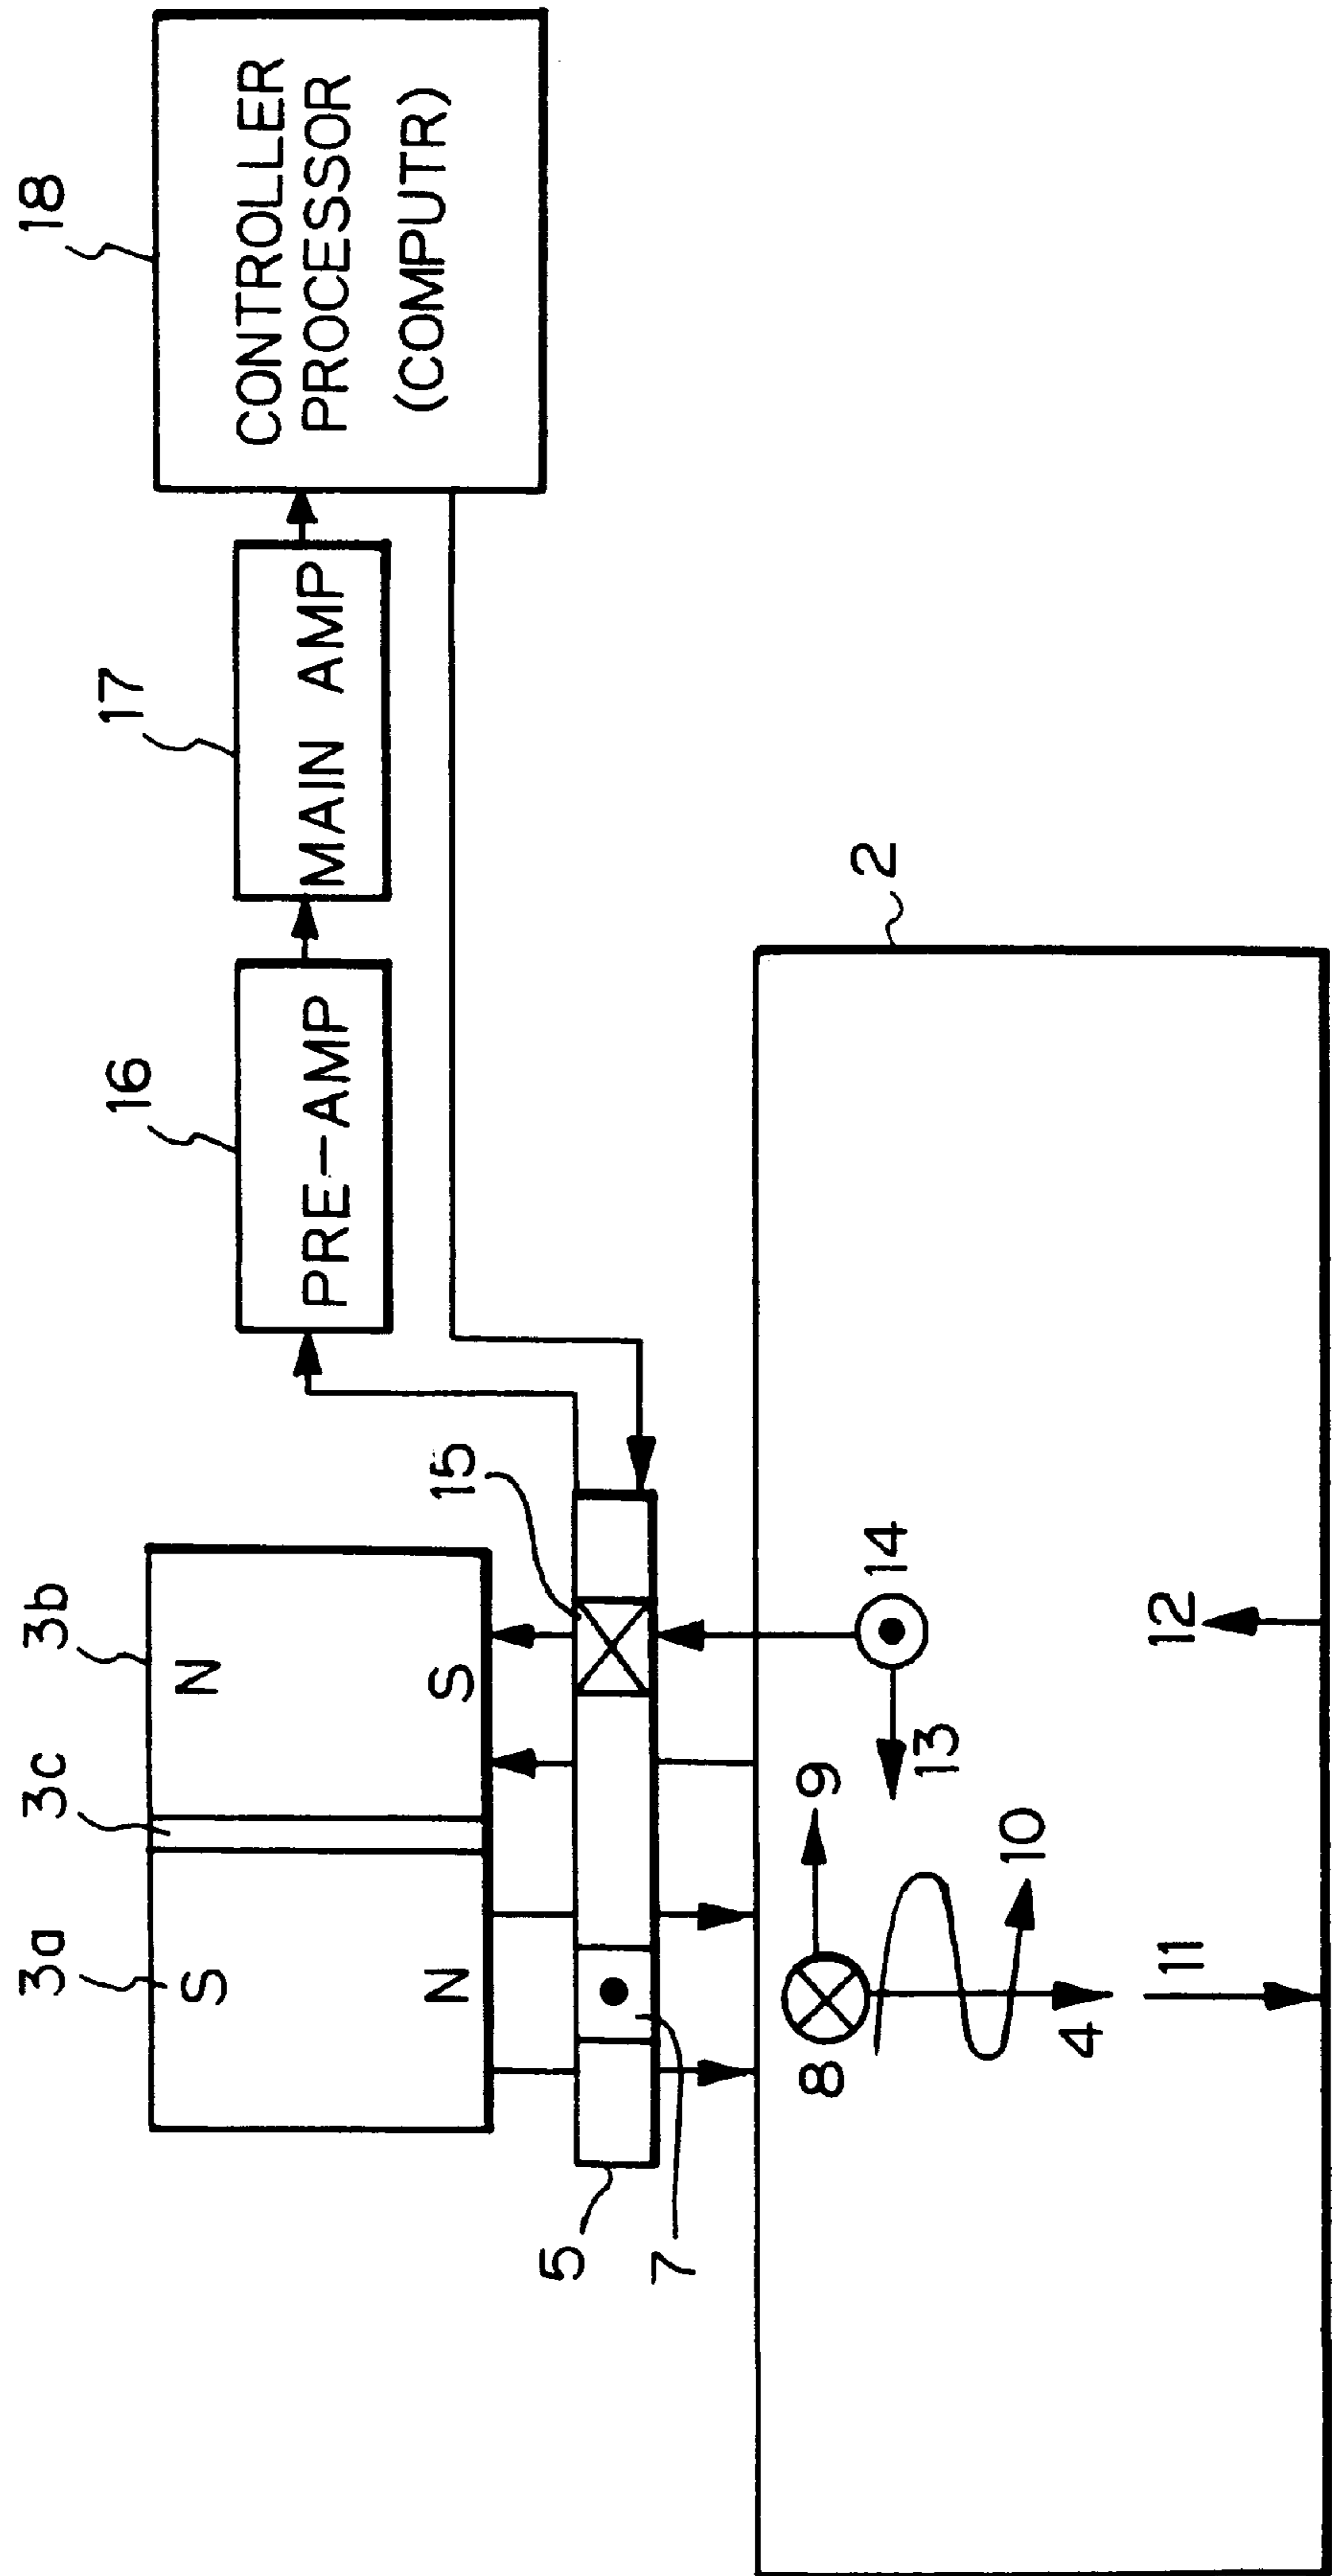 18
CONTROLLER
PROCESSOR
(COMPUTR)
17
MAIN AMP
16
PRE-AMP
3a
3c
3b
S
N
N
S
15
5
7
2
8
9
14
13
4
10
11
12